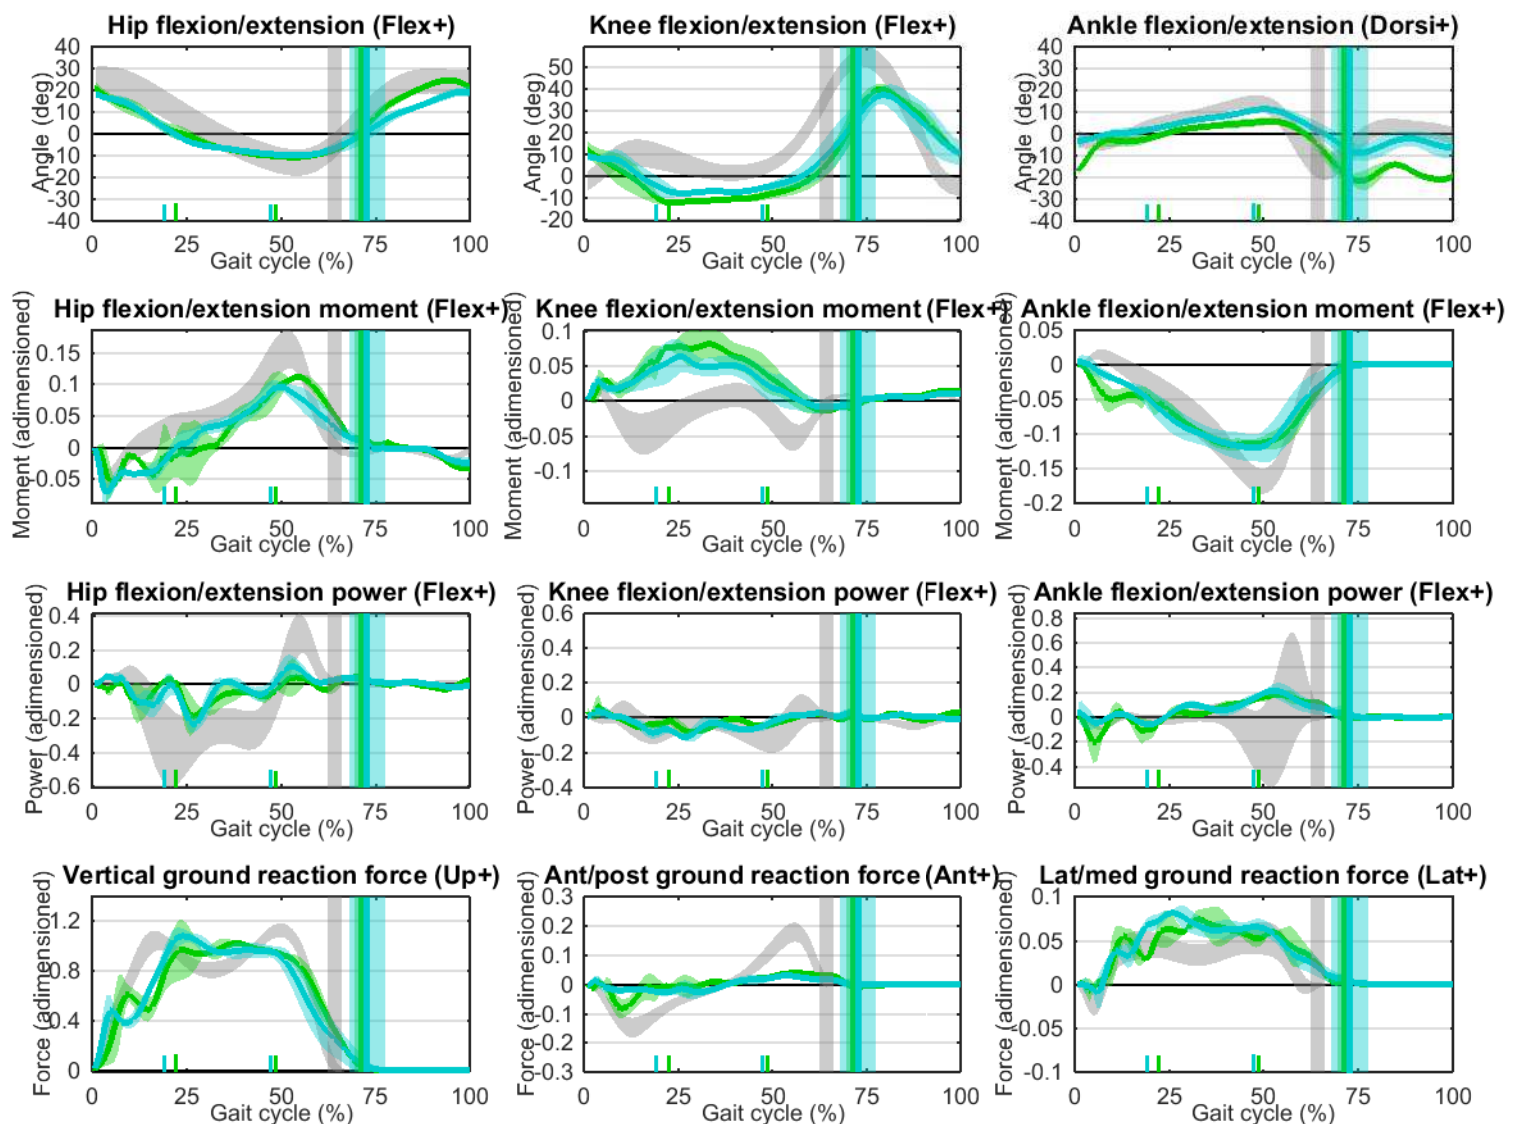 Hip flexion/extension (Flex+) Knee flexion/extension (Flex+) Ankle flexion/extension (Dorsi+)
Angle (deg) 40 30 20 10 0 -10 -20 -30 -40
Angle (deg) 50 40 30 20 10 0 -10 -20
Angle (deg) 40 30 20 10 0 -10 -20 -30 -40
0 25 50 75 100 0 25 50 75 100 0 25 50 75 100
Gait cycle (%) Gait cycle (%) Gait cycle (%)
Hip flexion/extension moment (Flex+) Knee flexion/extension moment (Flex+) Ankle flexion/extension moment (Flex+)
Moment (adimensioned) 0.15 0.1 0.05 0 -0.05
Moment (adimensioned) 0.1 0.05 0 -0.05 -0.1
Moment (adimensioned) 0.05 0 -0.05 -0.1 -0.15 -0.2
0 25 50 75 100 0 25 50 75 100 0 25 50 75 100
Gait cycle (%) Gait cycle (%) Gait cycle (%)
Hip flexion/extension power (Flex+) Knee flexion/extension power (Flex+) Ankle flexion/extension power (Flex+)
Power (adimensioned) 0.4 0.2 0 -0.2 -0.4 -0.6
Power (adimensioned) 0.6 0.4 0.2 0 -0.2 -0.4
Power (adimensioned) 0.8 0.6 0.4 0.2 0 -0.2 -0.4
0 25 50 75 100 0 25 50 75 100 0 25 50 75 100
Gait cycle (%) Gait cycle (%) Gait cycle (%)
Vertical ground reaction force (Up+) Ant/post ground reaction force (Ant+) Lat/med ground reaction force (Lat+)
Force (adimensioned) 1.2 0.8 0.4 0
Force (adimensioned) 0.3 0.2 0.1 0 -0.1 -0.2 -0.3
Force (adimensioned) 0.1 0.05 0 -0.05 -0.1
0 25 50 75 100 0 25 50 75 100 0 25 50 75 100
Gait cycle (%) Gait cycle (%) Gait cycle (%)